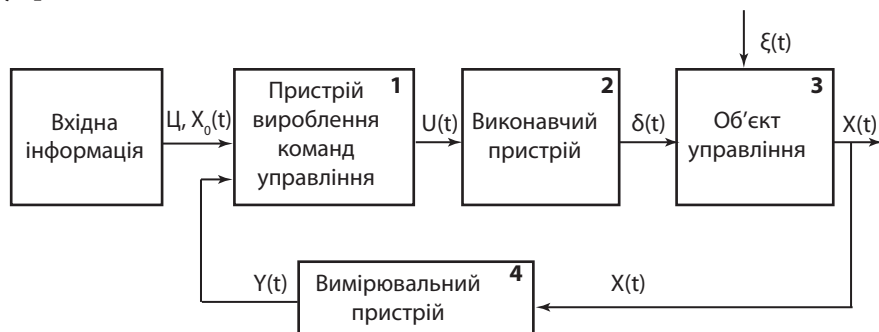 ξ(t)
Вхідна
інформація
Ц, X₀(t)
1
Пристрій
вироблення
команд
управління
U(t)
2
Виконавчий
пристрій
δ(t)
3
Об’єкт
управління
X(t)
Y(t)
4
Вимірювальний
пристрій
X(t)